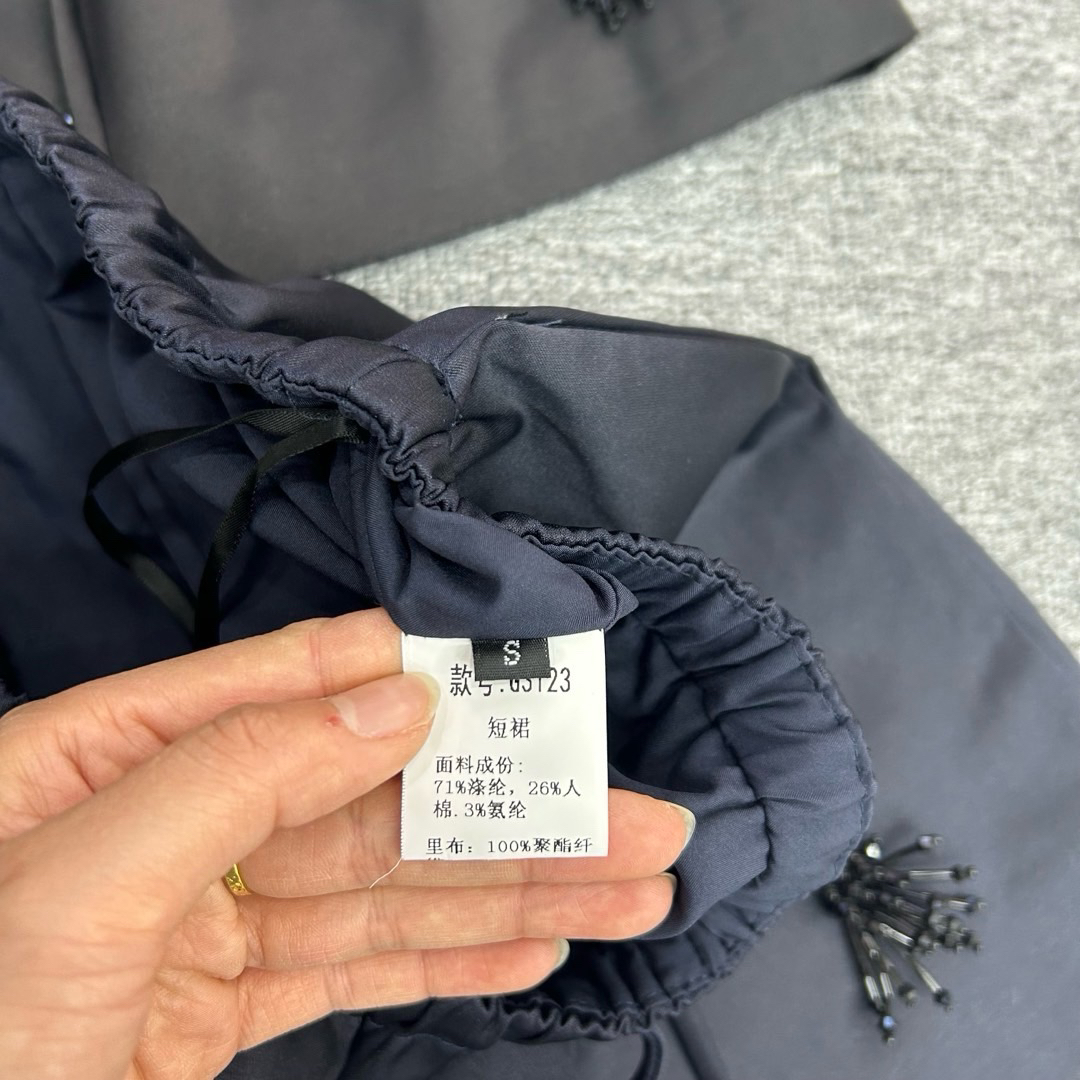 S
款号:GS123
短裙
面料成份:
71%涤纶, 26%人
棉.3%氨纶
里布: 100%聚酯纤